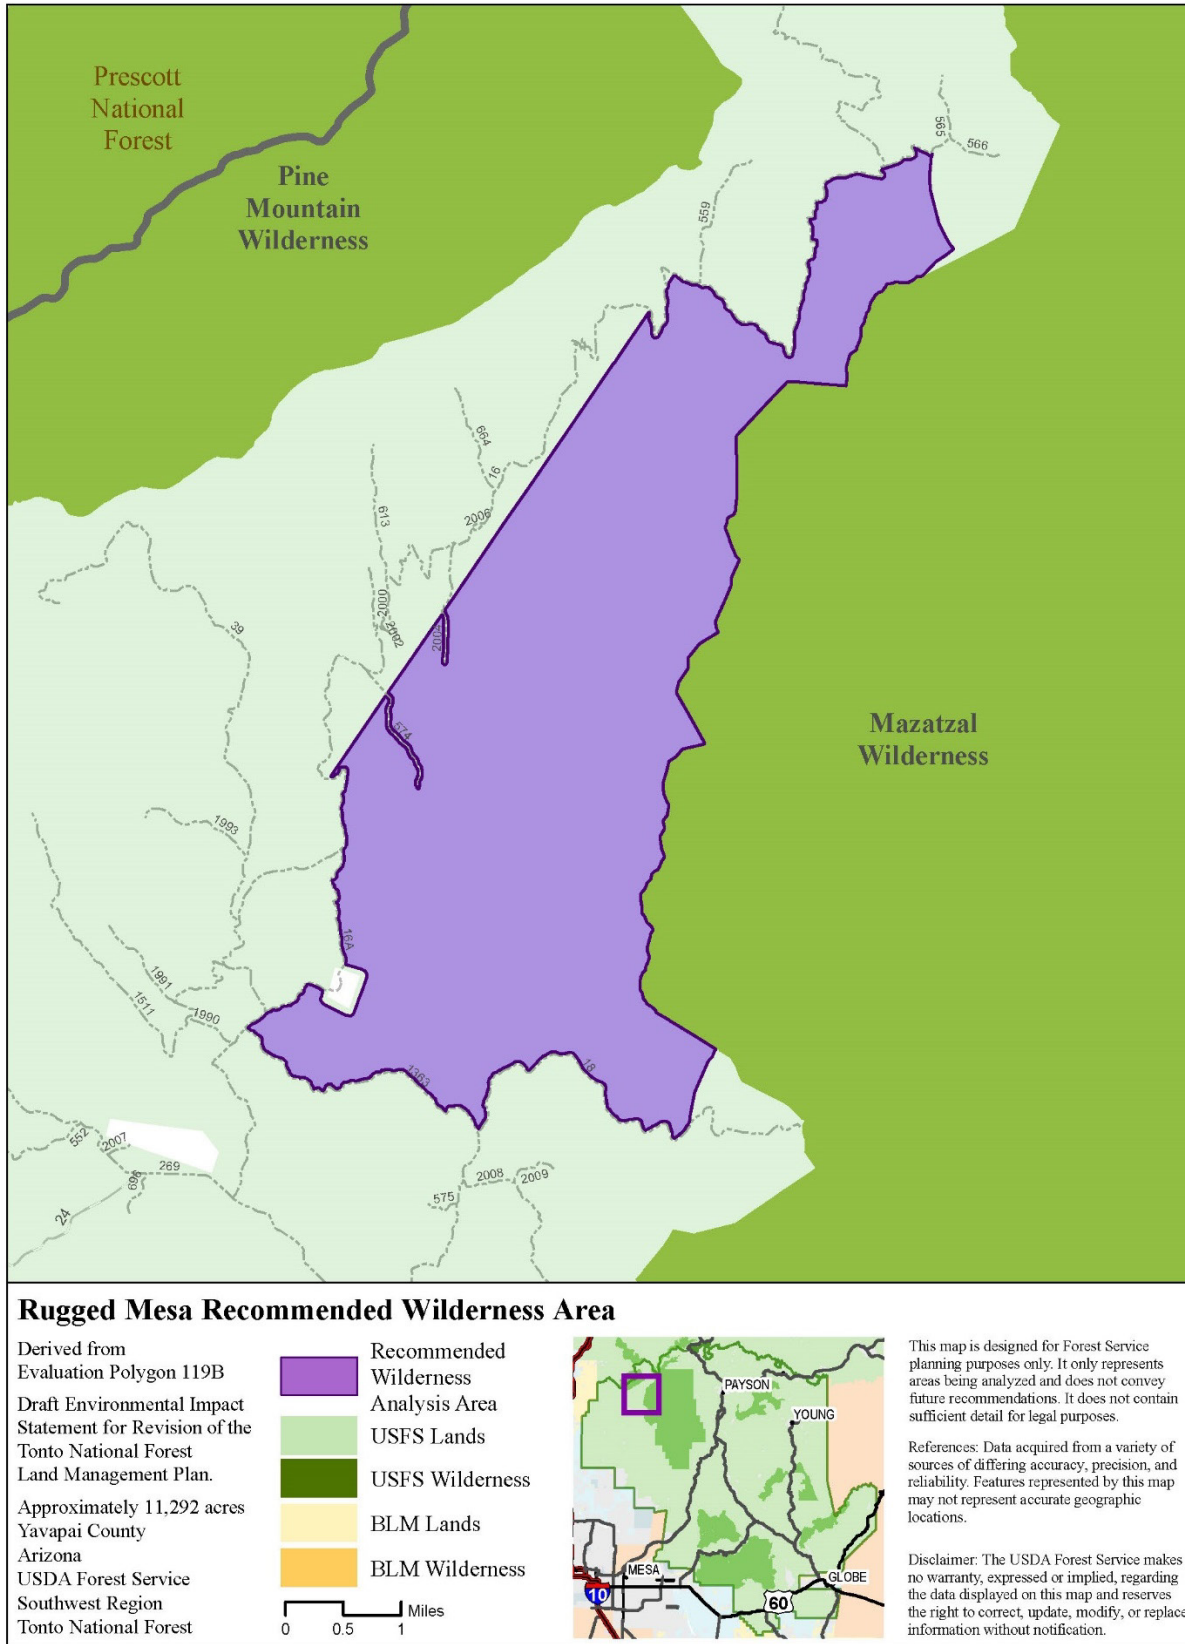 Prescott
National
Forest
Pine
Mountain
Wilderness
565
566
559
664
16
2006
613
2005
2002
574
39
Mazatzal
Wilderness
1993
16A
1991
1511
1990
1363
18
552
2007
269
696
24
2008
2009
575
Rugged Mesa Recommended Wilderness Area
Derived from
Evaluation Polygon 119B
Draft Environmental Impact
Statement for Revision of the
Tonto National Forest
Land Management Plan.
Approximately 11,292 acres
Yavapai County
Arizona
USDA Forest Service
Southwest Region
Tonto National Forest
Recommended
Wilderness
Analysis Area
USFS Lands
USFS Wilderness
BLM Lands
BLM Wilderness
Miles
0 0.5 1
PAYSON
YOUNG
MESA
GLOBE
10
60
This map is designed for Forest Service
planning purposes only. It only represents
areas being analyzed and does not convey
future recommendations. It does not contain
sufficient detail for legal purposes.
References: Data acquired from a variety of
sources of differing accuracy, precision, and
reliability. Features represented by this map
may not represent accurate geographic
locations.
Disclaimer: The USDA Forest Service makes
no warranty, expressed or implied, regarding
the data displayed on this map and reserves
the right to correct, update, modify, or replace
information without notification.